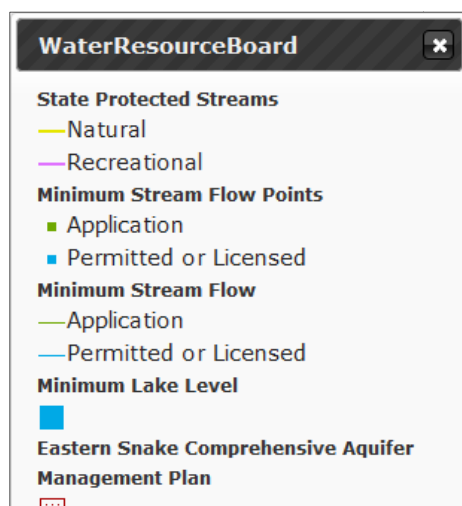 WaterResourceBoard
State Protected Streams
Natural
Recreational
Minimum Stream Flow Points
Application
Permitted or Licensed
Minimum Stream Flow
Application
Permitted or Licensed
Minimum Lake Level
Eastern Snake Comprehensive Aquifer
Management Plan